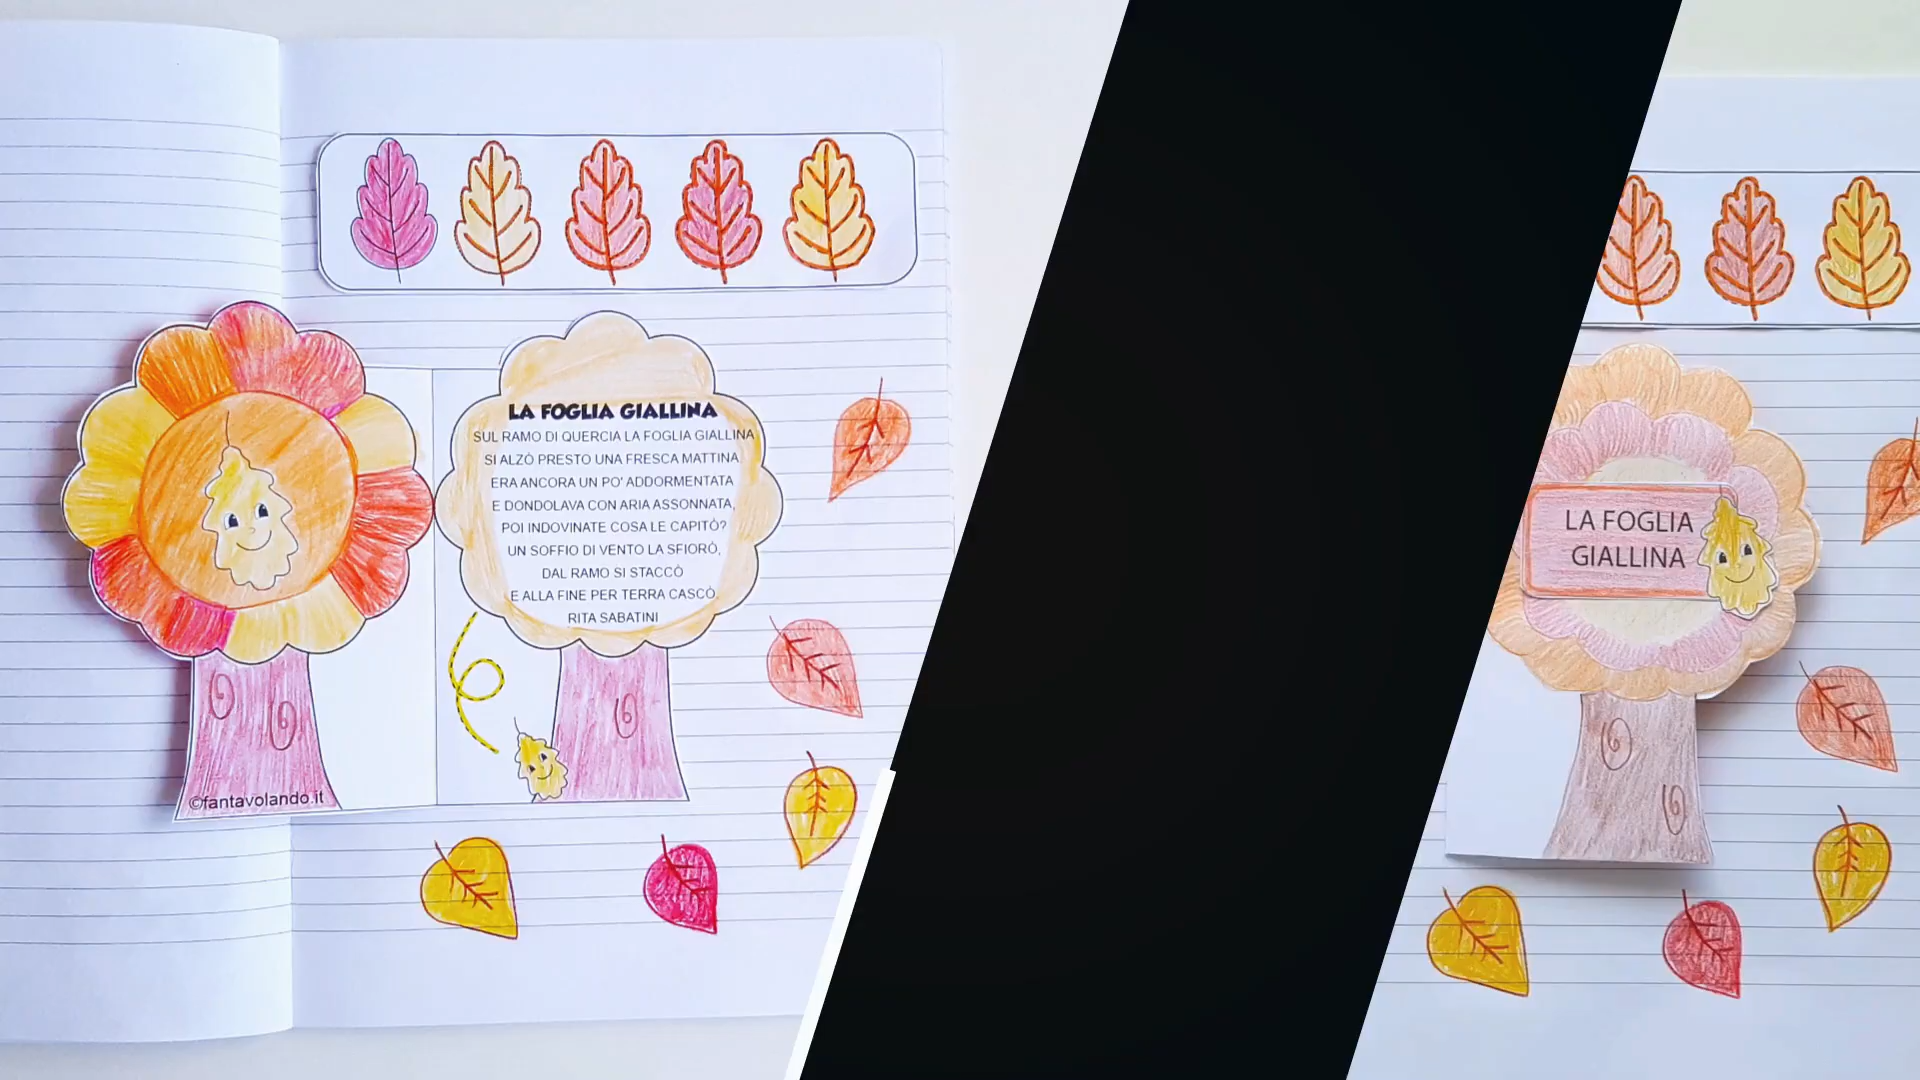 LA FOGLIA GIALLINA
SUL RAMO DI QUERCIA LA FOGLIA GIALLINA
SI ALZÒ PRESTO UNA FRESCA MATTINA
ERA ANCORA UN PO' ADDORMENTATA
E DONDOLAVA CON ARIA ASSONNATA,
POI INDOVINATE COSA LE CAPITÒ?
UN SOFFIO DI VENTO LA SFIORÒ,
DAL RAMO SI STACCÒ
E ALLA FINE PER TERRA CASCÒ.
RITA SABATINI
©fantavolando.it
LA FOGLIA
GIALLINA